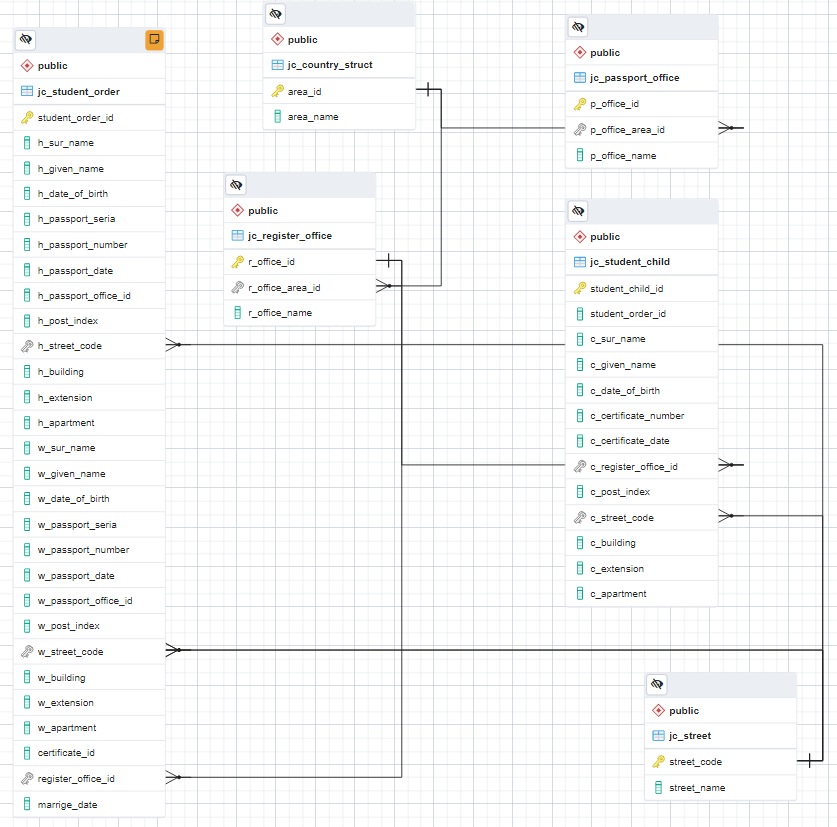 public
jc_student_order
student_order_id
h_sur_name
h_given_name
h_date_of_birth
h_passport_seria
h_passport_number
h_passport_date
h_passport_office_id
h_post_index
h_street_code
h_building
h_extension
h_apartment
w_sur_name
w_given_name
w_date_of_birth
w_passport_seria
w_passport_number
w_passport_date
w_passport_office_id
w_post_index
w_street_code
w_building
w_extension
w_apartment
certificate_id
register_office_id
marrige_date
public
jc_country_struct
area_id
area_name
public
jc_register_office
r_office_id
r_office_area_id
r_office_name
public
jc_passport_office
p_office_id
p_office_area_id
p_office_name
public
jc_student_child
student_child_id
student_order_id
c_sur_name
c_given_name
c_date_of_birth
c_certificate_number
c_certificate_date
c_register_office_id
c_post_index
c_street_code
c_building
c_extension
c_apartment
public
jc_street
street_code
street_name